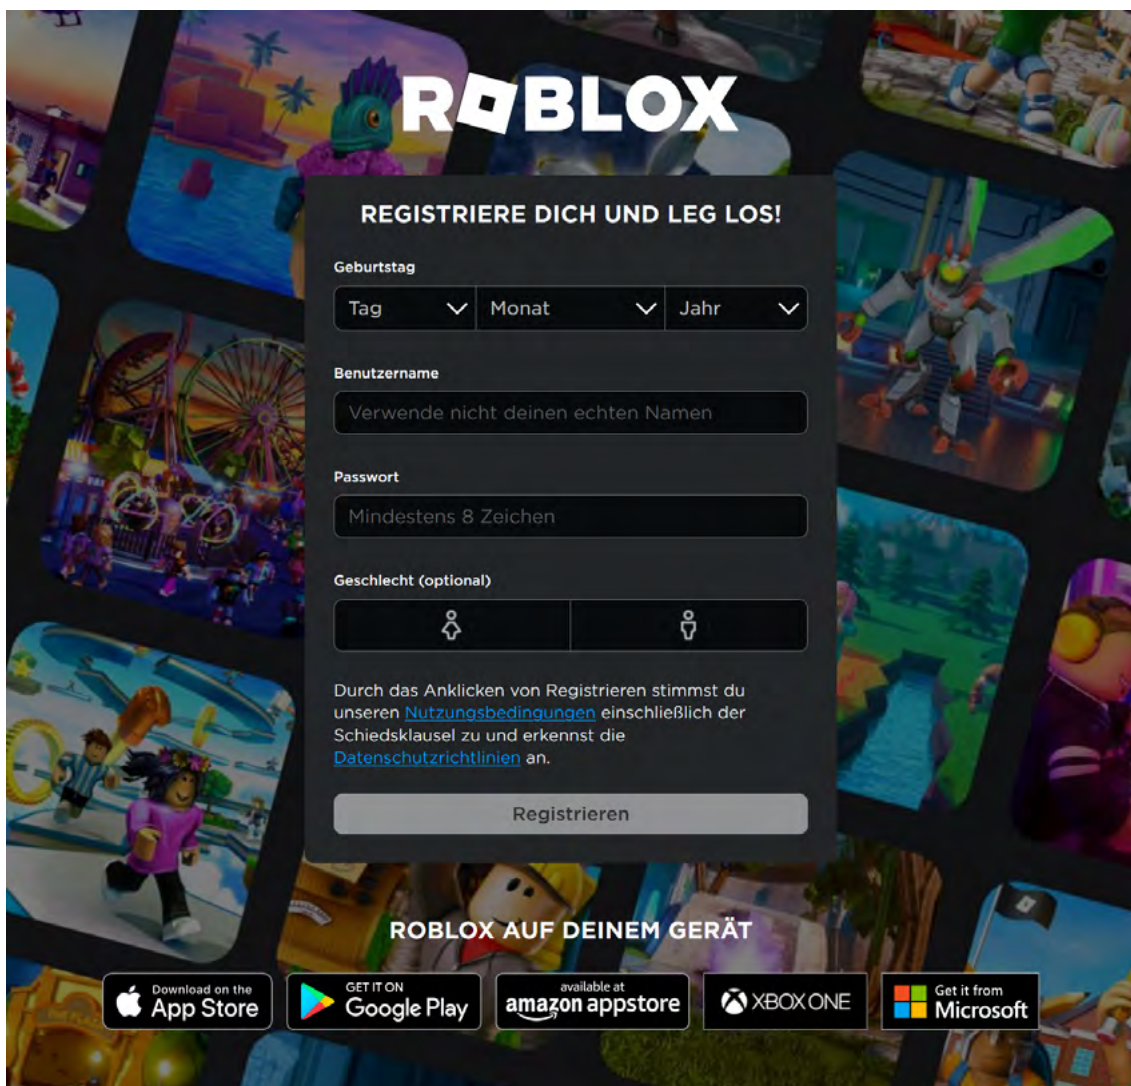 ROBLOX
REGISTRIERE DICH UND LEG LOS!
Geburtstag
Tag Monat Jahr
Benutzername
Verwende nicht deinen echten Namen
Passwort
Mindestens 8 Zeichen
Geschlecht (optional)
Durch das Anklicken von Registrieren stimmst du
unseren Nutzungsbedingungen einschließlich der
Schiedsklausel zu und erkennst die
Datenschutzrichtlinien an.
Registrieren
ROBLOX AUF DEINEM GERÄT
Download on the
App Store
GET IT ON
Google Play
available at
amazon appstore
XBOX ONE
Get it from
Microsoft